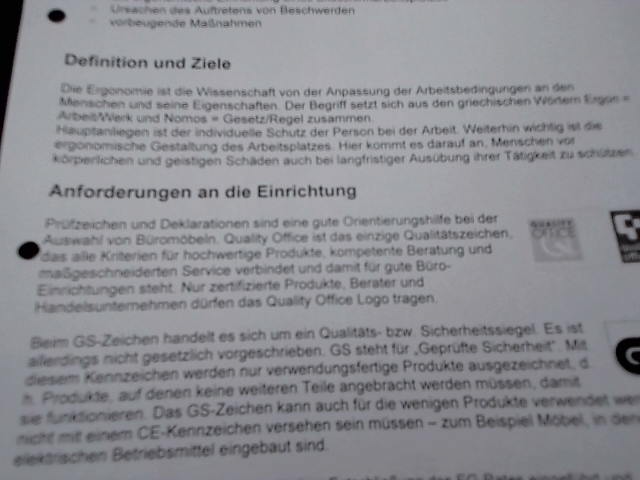 Ursachen des Auftretens von Beschwerden
vorbeugende Maßnahmen
Definition und Ziele
Die Ergonomie ist die Wissenschaft von der Anpassung der Arbeitsbedingungen an den
Menschen und seine Eigenschaften. Der Begriff setzt sich aus den griechischen Wörtern Ergon =
Arbeit/Werk und Nomos = Gesetz/Regel zusammen.
Hauptanliegen ist der individuelle Schutz der Person bei der Arbeit. Weiterhin wichtig ist die
ergonomische Gestaltung des Arbeitsplatzes. Hier kommt es darauf an, Menschen vor
körperlichen und geistigen Schäden auch bei langfristiger Ausübung ihrer Tätigkeit zu schützen.
Anforderungen an die Einrichtung
Prüfzeichen und Deklarationen sind eine gute Orientierungshilfe bei der
Auswahl von Büromöbeln. Quality Office ist das einzige Qualitätszeichen,
das alle Kriterien für hochwertige Produkte, kompetente Beratung und
maßgeschneiderten Service verbindet und damit für gute Büro-
Einrichtungen steht. Nur zertifizierte Produkte, Berater und
Handelsunternehmen dürfen das Quality Office Logo tragen.
QUALITY
OFFICE
Beim GS-Zeichen handelt es sich um ein Qualitäts- bzw. Sicherheitssiegel. Es ist
allerdings nicht gesetzlich vorgeschrieben. GS steht für „Geprüfte Sicherheit“. Mit
diesem Kennzeichen werden nur verwendungsfertige Produkte ausgezeichnet, d.
h. Produkte, auf denen keine weiteren Teile angebracht werden müssen, damit
sie funktionieren. Das GS-Zeichen kann auch für die wenigen Produkte verwendet
nicht mit einem CE-Kennzeichen versehen sein müssen – zum Beispiel Möbel, in
elektrischen Betriebsmittel eingebaut sind.